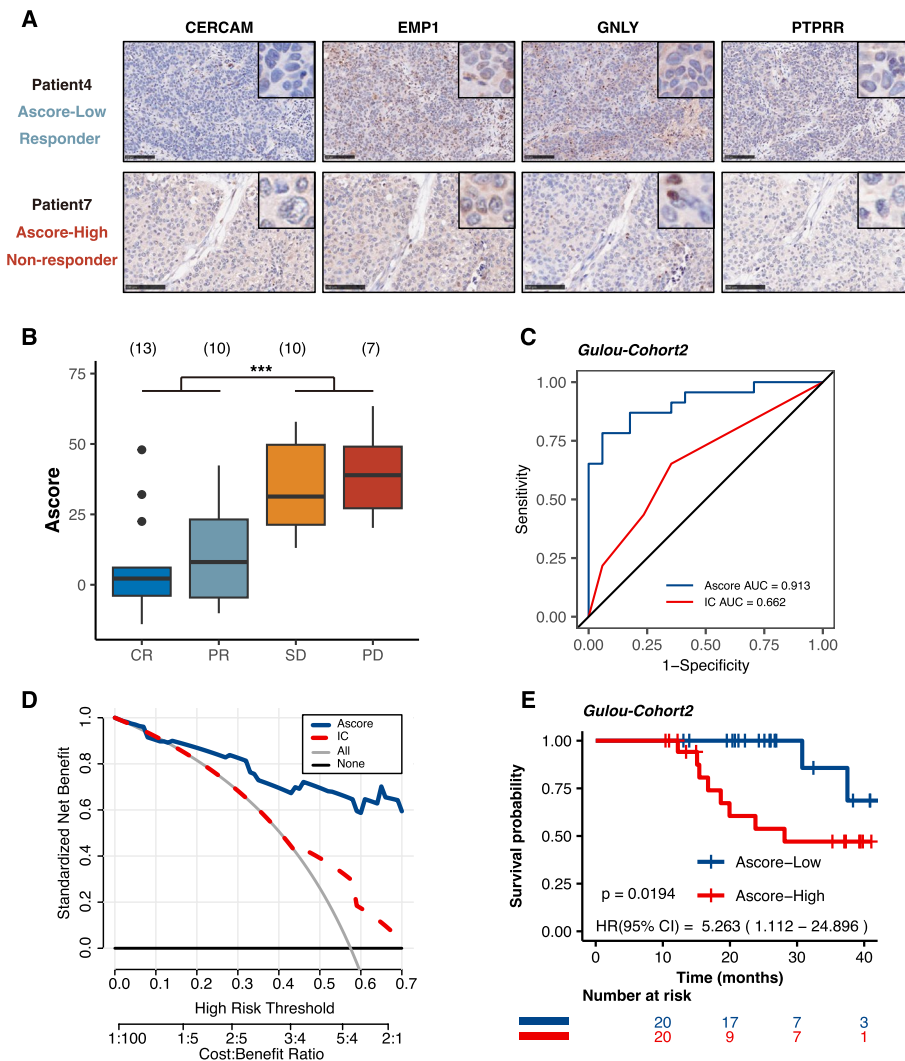 A
CERCAM EMP1 GNLY PTPRR
Patient4
Ascore-Low
Responder
Patient7
Ascore-High
Non-responder
B
(13) (10) (10) (7)
***
75
50
25
0
Ascore
CR PR SD PD
C
Gulou-Cohort2
1.00
0.75
0.50
0.25
0.00
Sensitivity
Ascore AUC = 0.913
IC AUC = 0.662
0.00 0.25 0.50 0.75 1.00
1−Specificity
D
1.0
0.8
0.6
0.4
0.2
0.0
Standardized Net Benefit
Ascore
IC
All
None
0.0 0.1 0.2 0.3 0.4 0.5 0.6 0.7
High Risk Threshold
1:100 1:5 2:5 3:4 5:4 2:1
Cost:Benefit Ratio
E
Gulou-Cohort2
1.00
0.75
0.50
0.25
0.00
Survival probability
Ascore−Low
Ascore−High
p = 0.0194
HR(95% CI) = 5.263 ( 1.112 − 24.896 )
0 10 20 30 40
Time (months)
Number at risk
20 17 7 3
20 9 7 1